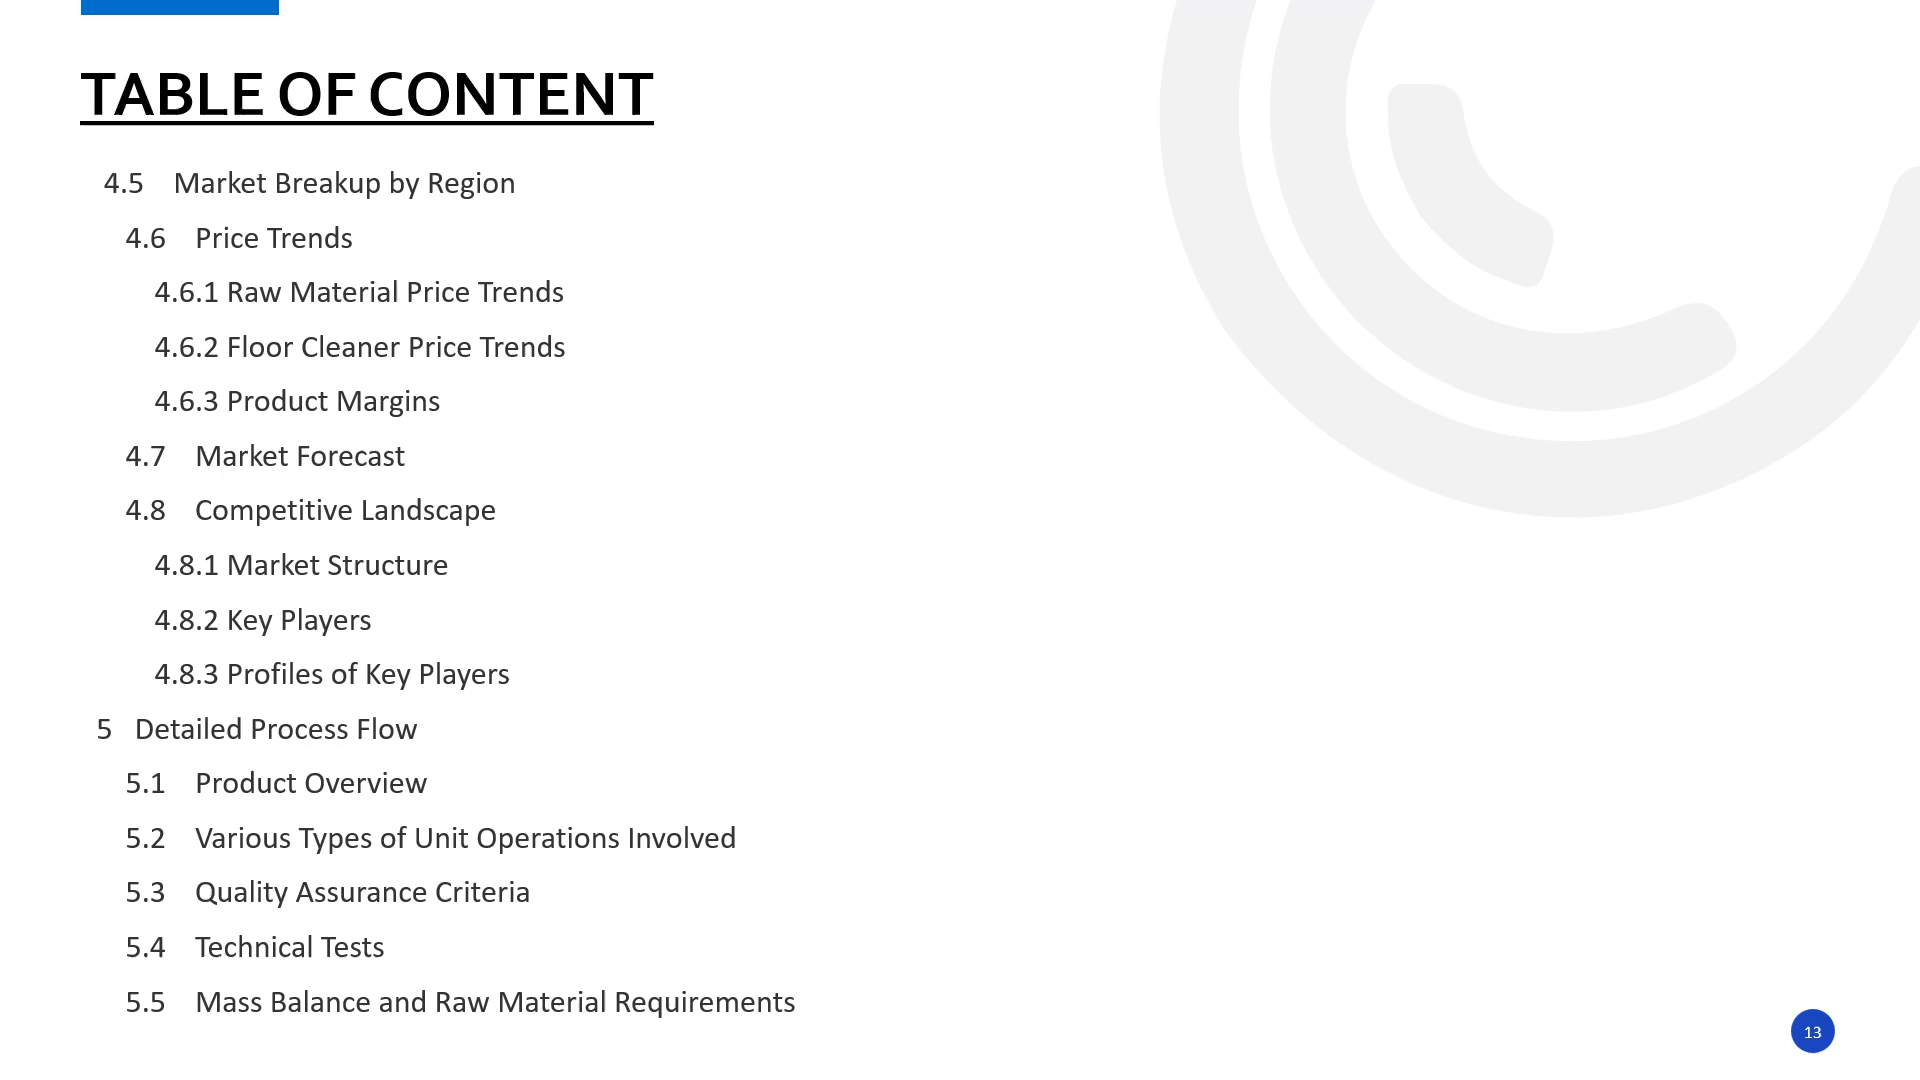 TABLE OF CONTENT
4.5 Market Breakup by Region
4.6 Price Trends
4.6.1 Raw Material Price Trends
4.6.2 Floor Cleaner Price Trends
4.6.3 Product Margins
4.7 Market Forecast
4.8 Competitive Landscape
4.8.1 Market Structure
4.8.2 Key Players
4.8.3 Profiles of Key Players
5 Detailed Process Flow
5.1 Product Overview
5.2 Various Types of Unit Operations Involved
5.3 Quality Assurance Criteria
5.4 Technical Tests
5.5 Mass Balance and Raw Material Requirements
13